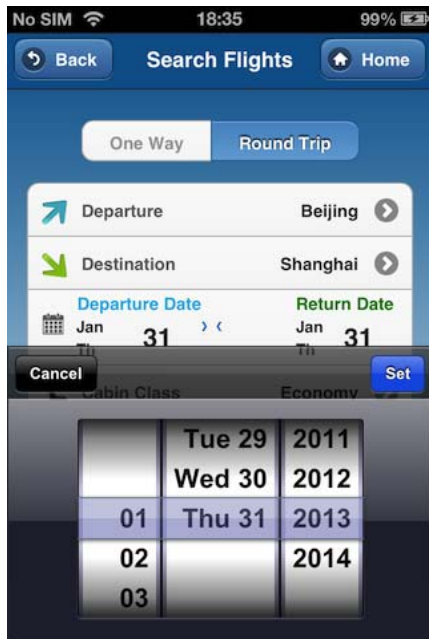 No SIM 18:35 99%
Back Search Flights Home
One Way Round Trip
Departure Beijing
Destination Shanghai
Departure Date Return Date
Jan 31 Jan 31
Th Th
Cancel Cabin Class Economy Set
Tue 29 2011
Wed 30 2012
01 Thu 31 2013
02 2014
03